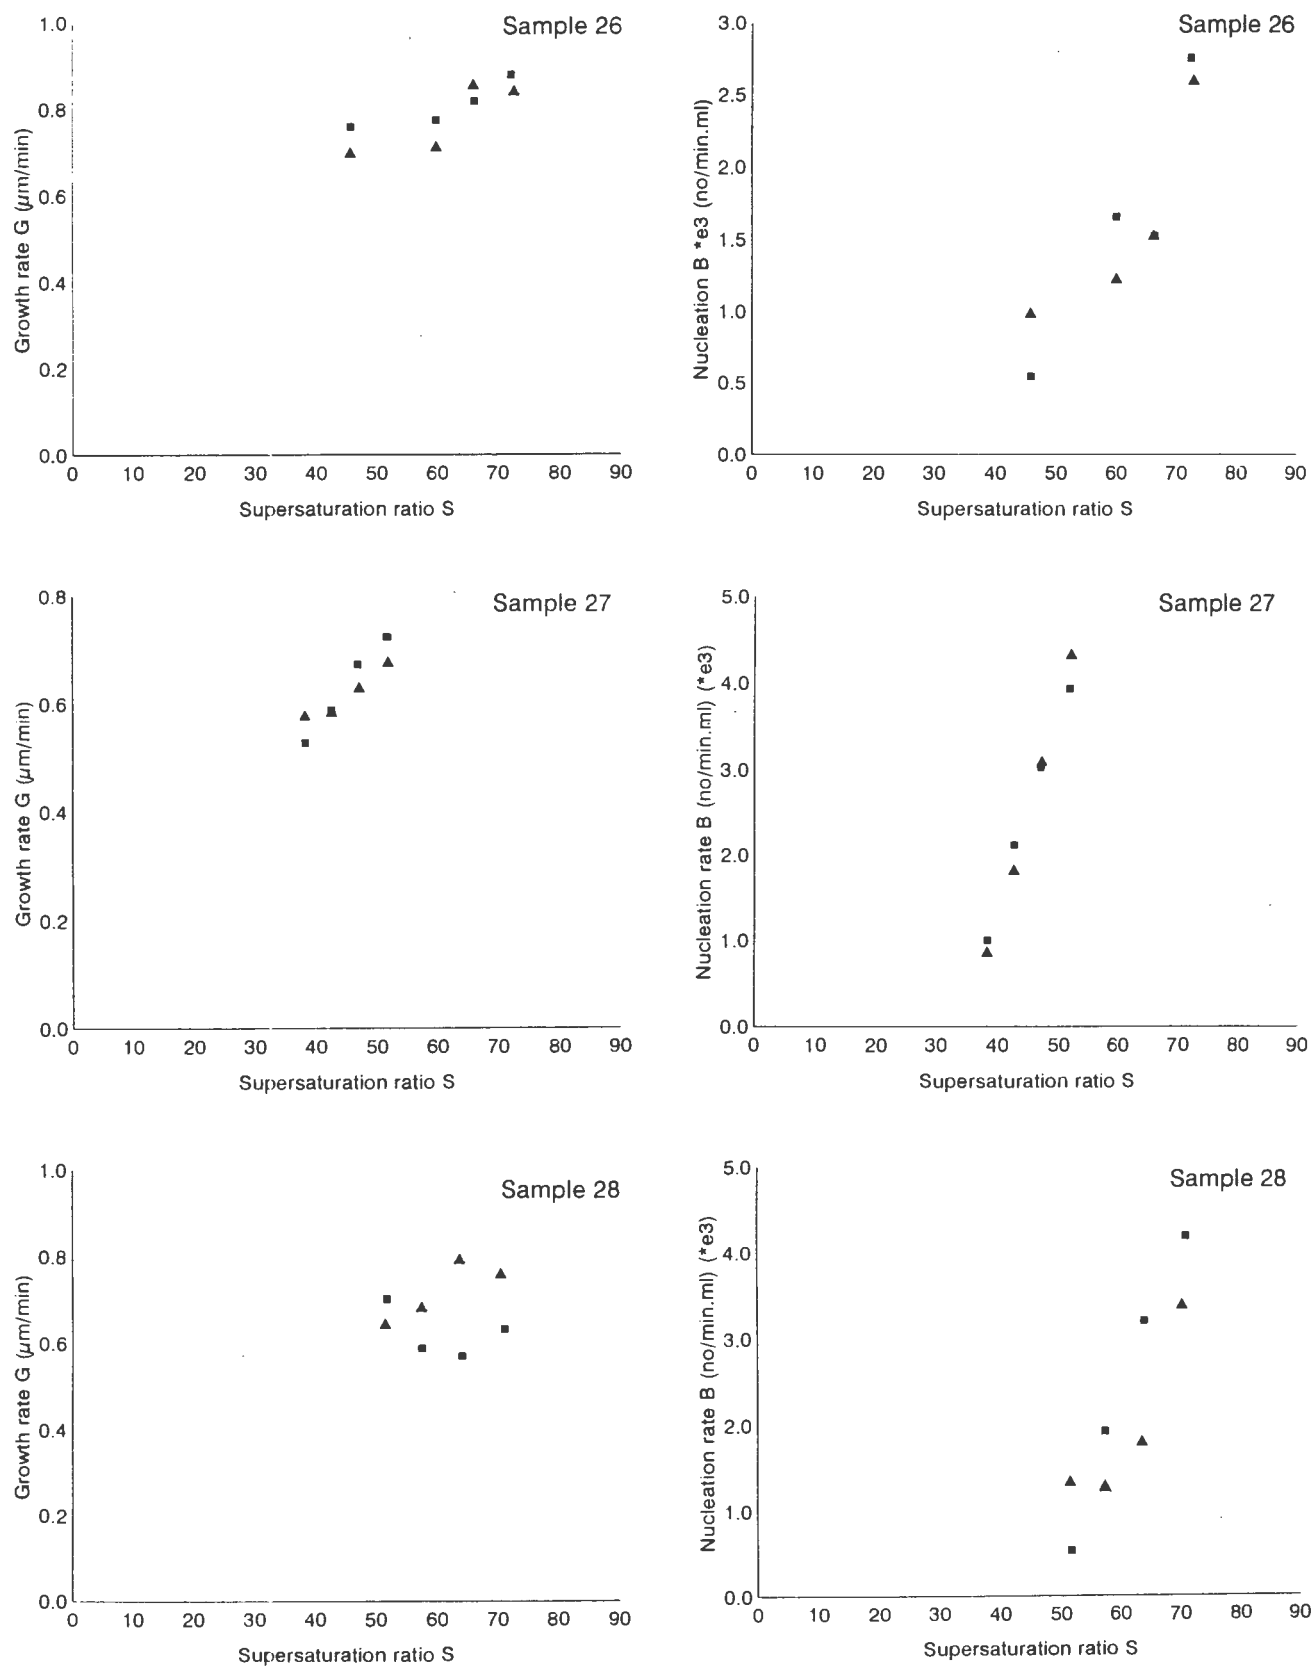 Sample 26
1.0
0.8
0.6
0.4
0.2
0.0
Growth rate G (μm/min)
0 10 20 30 40 50 60 70 80 90
Supersaturation ratio S
Sample 26
3.0
2.5
2.0
1.5
1.0
0.5
0.0
Nucleation B *e3 (no/min.ml)
0 10 20 30 40 50 60 70 80 90
Supersaturation ratio S
Sample 27
0.8
0.6
0.4
0.2
0.0
Growth rate G (μm/min)
0 10 20 30 40 50 60 70 80 90
Supersaturation ratio S
Sample 27
5.0
4.0
3.0
2.0
1.0
0.0
Nucleation rate B (no/min.ml) (*e3)
0 10 20 30 40 50 60 70 80 90
Supersaturation ratio S
Sample 28
1.0
0.8
0.6
0.4
0.2
0.0
Growth rate G (μm/min)
0 10 20 30 40 50 60 70 80 90
Supersaturation ratio S
Sample 28
5.0
4.0
3.0
2.0
1.0
0.0
Nucleation rate B (no/min.ml) (*e3)
0 10 20 30 40 50 60 70 80 90
Supersaturation ratio S